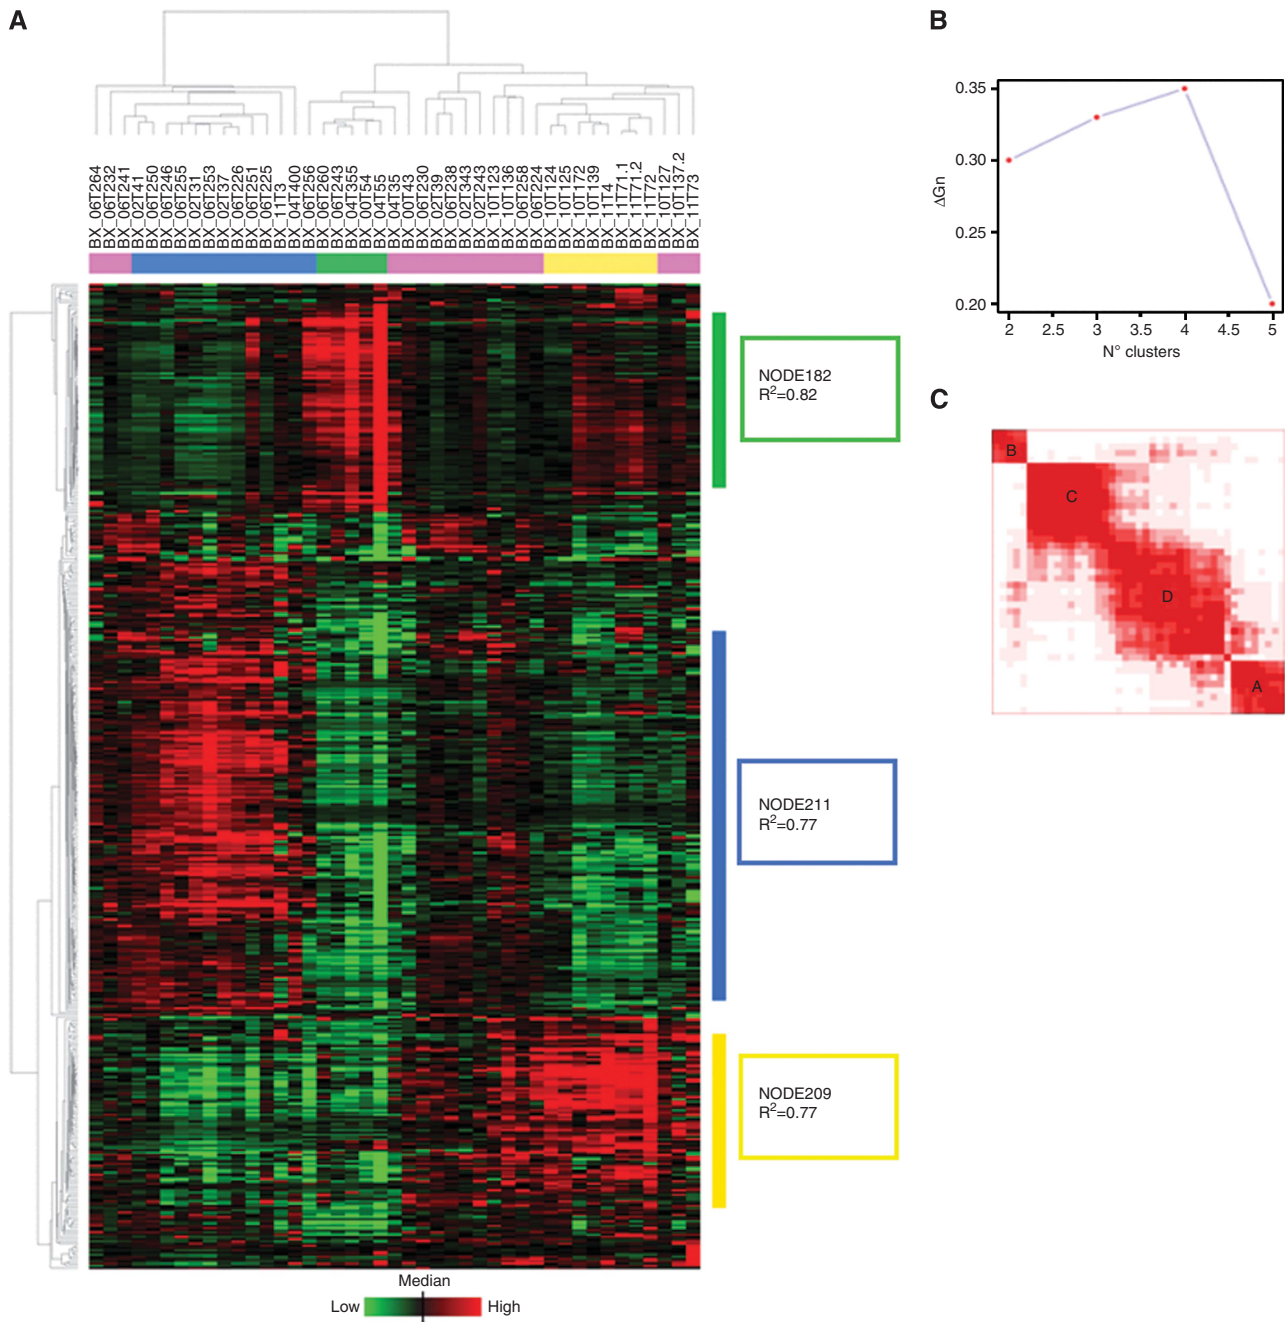 A
BX_06T264
BX_06T232
BX_06T241
BX_02T41
BX_06T250
BX_06T246
BX_06T255
BX_02T31
BX_06T253
BX_02T37
BX_06T226
BX_06T251
BX_06T225
BX_11T3
BX_04T400
BX_06T256
BX_06T260
BX_06T243
BX_04T355
BX_00T54
BX_04T55
BX_04T35
BX_00T43
BX_06T230
BX_02T39
BX_06T238
BX_02T343
BX_02T243
BX_10T123
BX_10T136
BX_06T258
BX_06T224
BX_10T124
BX_10T125
BX_10T172
BX_10T139
BX_11T4
BX_11T71.1
BX_11T71.2
BX_11T72
BX_10T127
BX_10T137.2
BX_11T73
NODE182
R²=0.82
NODE211
R²=0.77
NODE209
R²=0.77
Median
Low High
B
0.35
0.30
0.25
0.20
ΔGn
2 2.5 3 3.5 4 4.5 5
N° clusters
C
B
C
D
A